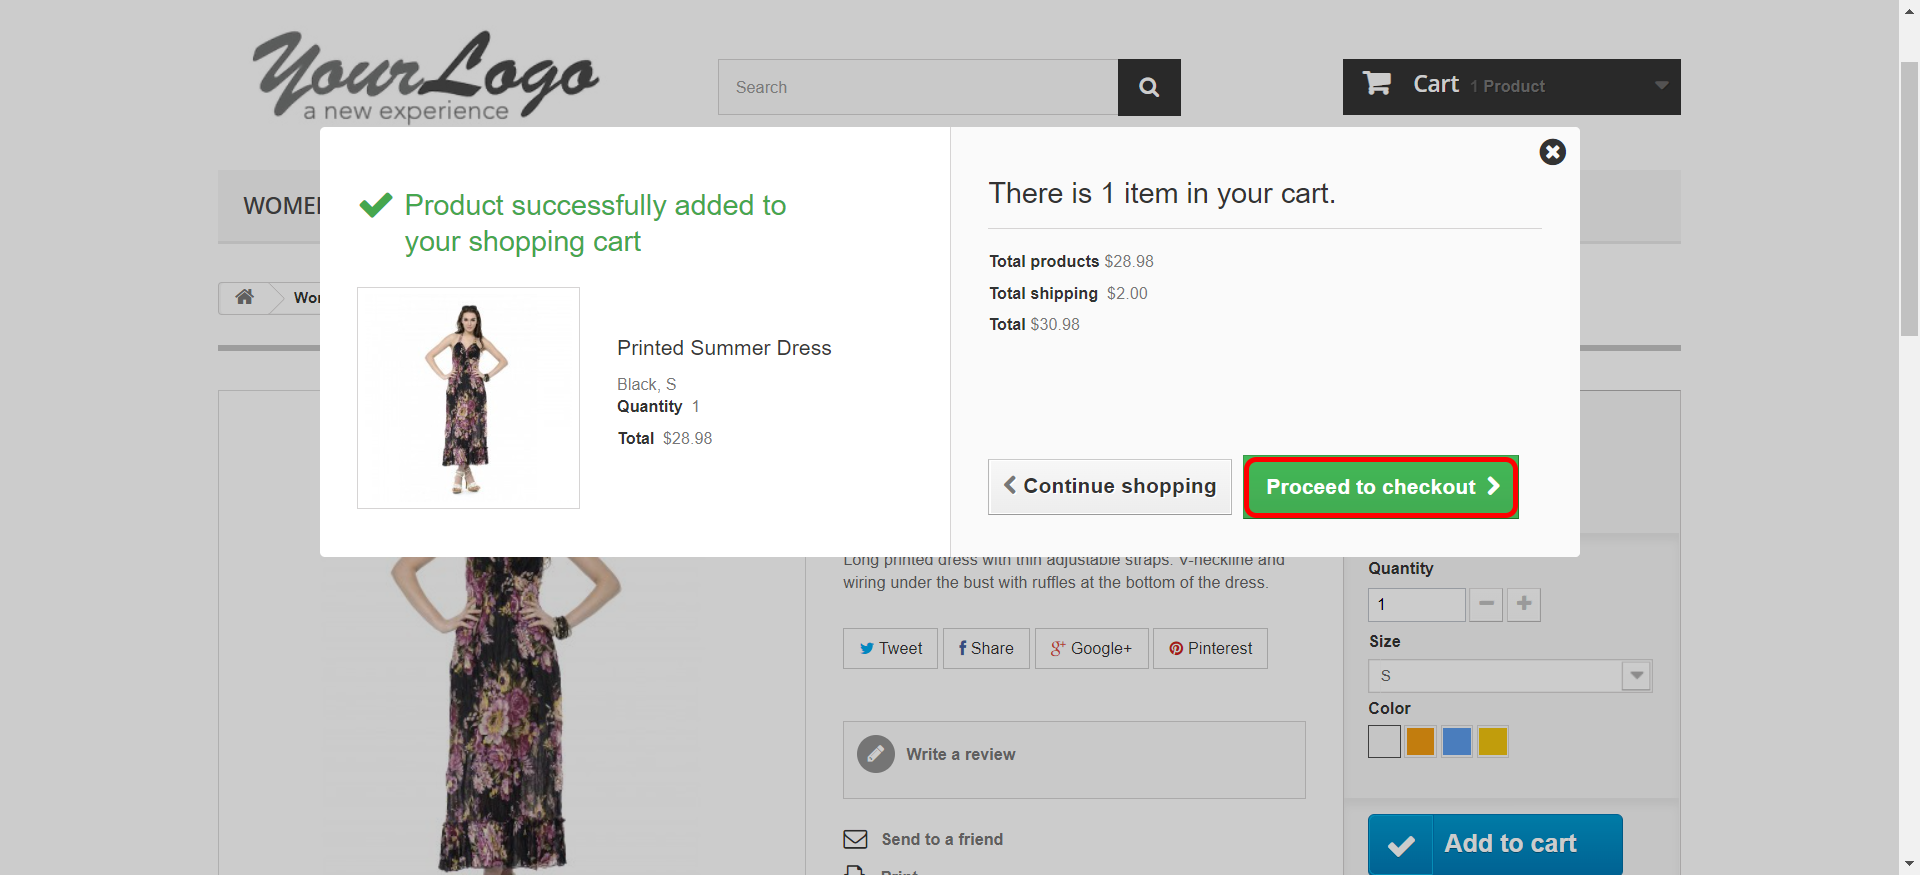 YourLogo
a new experience
Search
Cart 1 Product
WOME
Product successfully added to
your shopping cart
Printed Summer Dress
Black, S
Quantity 1
Total $28.98
There is 1 item in your cart.
Total products $28.98
Total shipping $2.00
Total $30.98
Continue shopping
Proceed to checkout
Long printed dress with thin adjustable straps. V-neckline and
wiring under the bust with ruffles at the bottom of the dress.
Tweet
Share
Google+
Pinterest
Write a review
Send to a friend
Print
Quantity
1
Size
S
Color
Add to cart